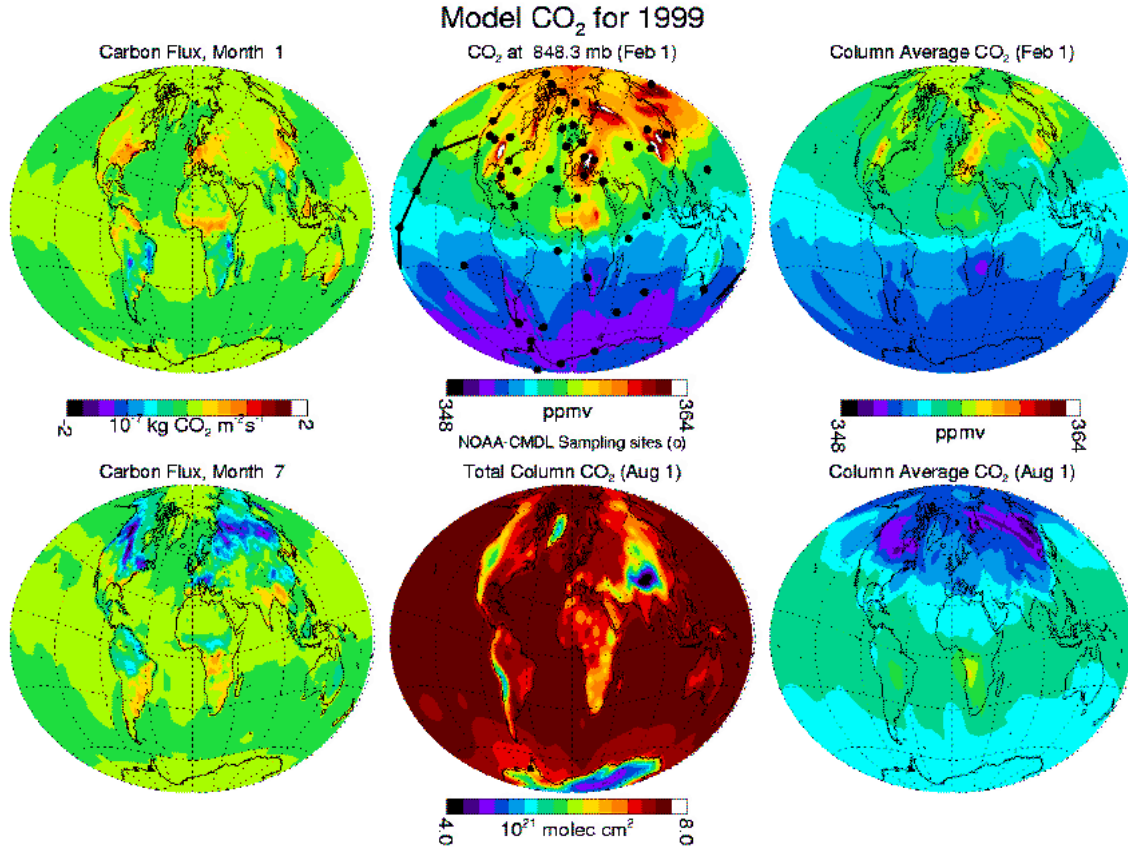 Model CO₂ for 1999
Carbon Flux, Month 1
CO₂ at 848.3 mb (Feb 1)
Column Average CO₂ (Feb 1)
-2 10⁻⁷ kg CO₂ m⁻²s⁻¹ 2
348 ppmv 364
348 ppmv 364
NOAA-CMDL Sampling sites (o)
Carbon Flux, Month 7
Total Column CO₂ (Aug 1)
Column Average CO₂ (Aug 1)
4.0 10²¹ molec cm² 8.0